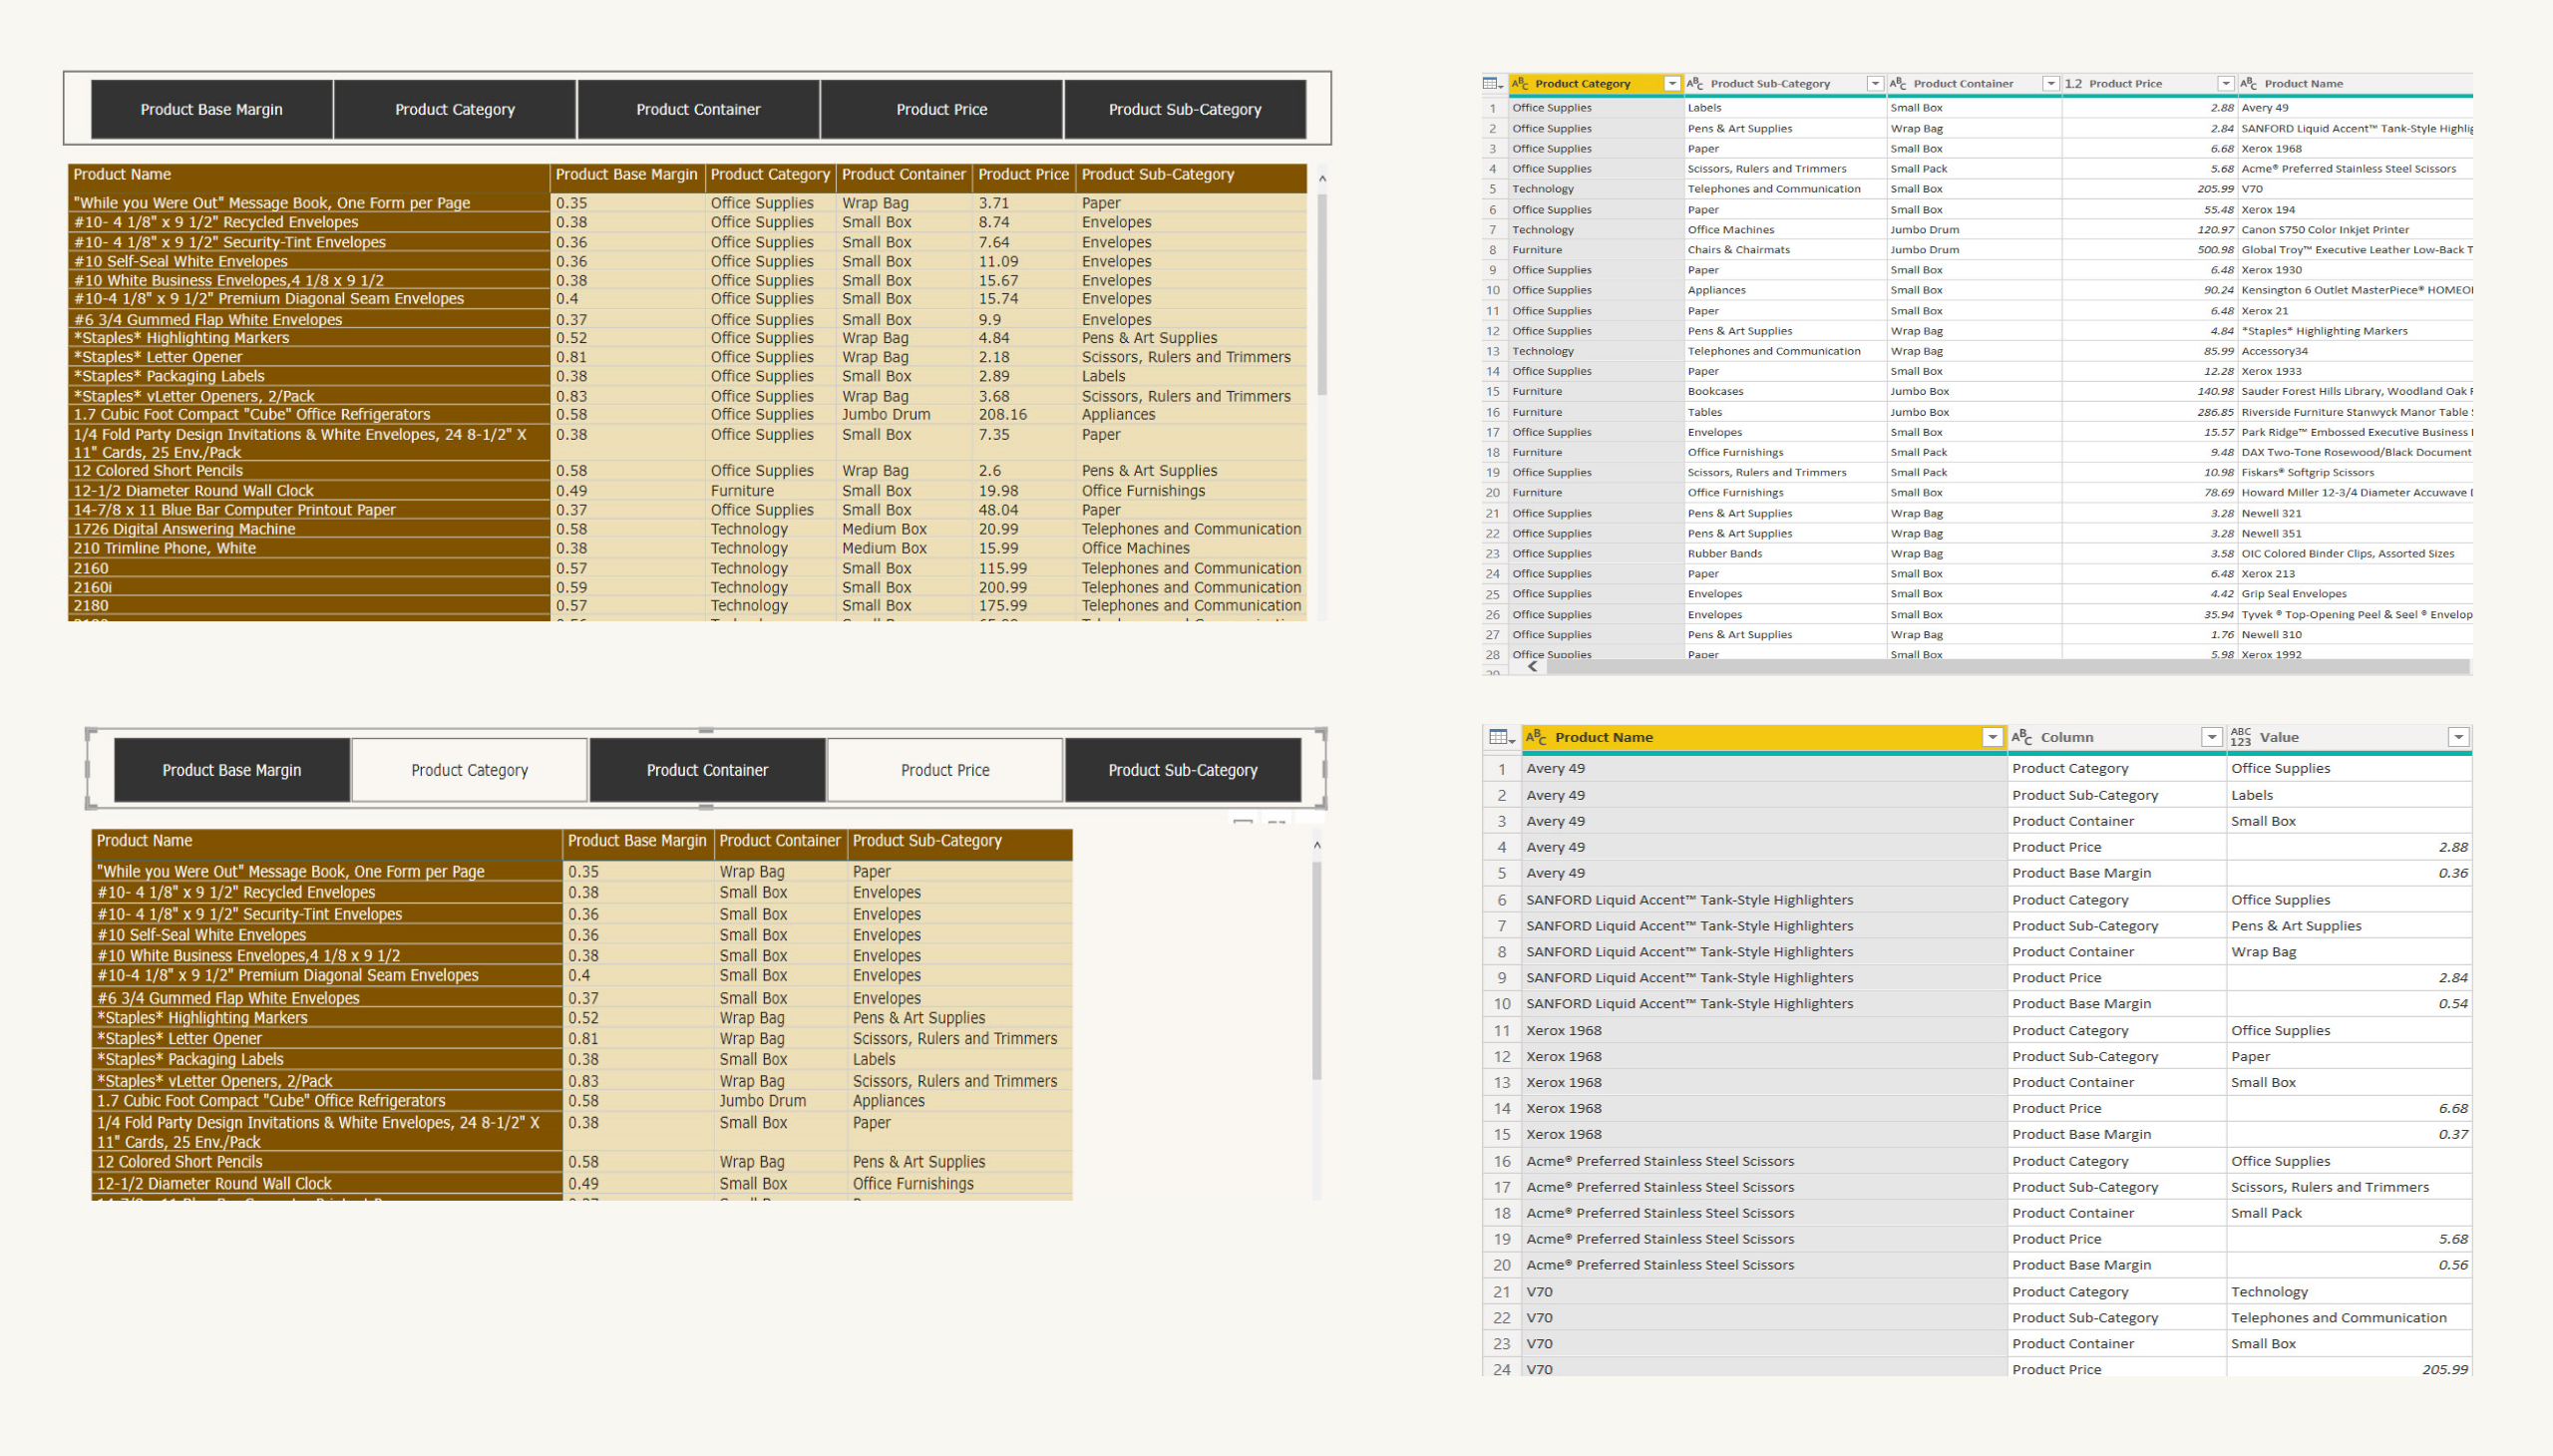 Product Base Margin Product Category Product Container Product Price Product Sub-Category
Product Name Product Base Margin Product Category Product Container Product Price Product Sub-Category
"While you Were Out" Message Book, One Form per Page 0.35 Office Supplies Wrap Bag 3.71 Paper
#10- 4 1/8" x 9 1/2" Recycled Envelopes 0.38 Office Supplies Small Box 8.74 Envelopes
#10- 4 1/8" x 9 1/2" Security-Tint Envelopes 0.36 Office Supplies Small Box 7.64 Envelopes
#10 Self-Seal White Envelopes 0.36 Office Supplies Small Box 11.09 Envelopes
#10 White Business Envelopes,4 1/8 x 9 1/2 0.38 Office Supplies Small Box 15.67 Envelopes
#10-4 1/8" x 9 1/2" Premium Diagonal Seam Envelopes 0.4 Office Supplies Small Box 15.74 Envelopes
#6 3/4 Gummed Flap White Envelopes 0.37 Office Supplies Small Box 9.9 Envelopes
*Staples* Highlighting Markers 0.52 Office Supplies Wrap Bag 4.84 Pens & Art Supplies
*Staples* Letter Opener 0.81 Office Supplies Wrap Bag 2.18 Scissors, Rulers and Trimmers
*Staples* Packaging Labels 0.38 Office Supplies Small Box 2.89 Labels
*Staples* vLetter Openers, 2/Pack 0.83 Office Supplies Wrap Bag 3.68 Scissors, Rulers and Trimmers
1.7 Cubic Foot Compact "Cube" Office Refrigerators 0.58 Office Supplies Jumbo Drum 208.16 Appliances
1/4 Fold Party Design Invitations & White Envelopes, 24 8-1/2" X 0.38 Office Supplies Small Box 7.35 Paper
11" Cards, 25 Env./Pack
12 Colored Short Pencils 0.58 Office Supplies Wrap Bag 2.6 Pens & Art Supplies
12-1/2 Diameter Round Wall Clock 0.49 Furniture Small Box 19.98 Office Furnishings
14-7/8 x 11 Blue Bar Computer Printout Paper 0.37 Office Supplies Small Box 48.04 Paper
1726 Digital Answering Machine 0.58 Technology Medium Box 20.99 Telephones and Communication
210 Trimline Phone, White 0.38 Technology Medium Box 15.99 Office Machines
2160 0.57 Technology Small Box 115.99 Telephones and Communication
2160i 0.59 Technology Small Box 200.99 Telephones and Communication
2180 0.57 Technology Small Box 175.99 Telephones and Communication
ABC Product Category ABC Product Sub-Category ABC Product Container 1.2 Product Price ABC Product Name
1 Office Supplies Labels Small Box 2.88 Avery 49
2 Office Supplies Pens & Art Supplies Wrap Bag 2.84 SANFORD Liquid Accent™ Tank-Style Highlig
3 Office Supplies Paper Small Box 6.68 Xerox 1968
4 Office Supplies Scissors, Rulers and Trimmers Small Pack 5.68 Acme® Preferred Stainless Steel Scissors
5 Technology Telephones and Communication Small Box 205.99 V70
6 Office Supplies Paper Small Box 55.48 Xerox 194
7 Technology Office Machines Jumbo Drum 120.97 Canon S750 Color Inkjet Printer
8 Furniture Chairs & Chairmats Jumbo Drum 500.98 Global Troy™ Executive Leather Low-Back T
9 Office Supplies Paper Small Box 6.48 Xerox 1930
10 Office Supplies Appliances Small Box 90.24 Kensington 6 Outlet MasterPiece® HOMEOI
11 Office Supplies Paper Small Box 6.48 Xerox 21
12 Office Supplies Pens & Art Supplies Wrap Bag 4.84 *Staples* Highlighting Markers
13 Technology Telephones and Communication Wrap Bag 85.99 Accessory34
14 Office Supplies Paper Small Box 12.28 Xerox 1933
15 Furniture Bookcases Jumbo Box 140.98 Sauder Forest Hills Library, Woodland Oak F
16 Furniture Tables Jumbo Box 286.85 Riverside Furniture Stanwyck Manor Table
17 Office Supplies Envelopes Small Box 15.57 Park Ridge™ Embossed Executive Business
18 Furniture Office Furnishings Small Pack 9.48 DAX Two-Tone Rosewood/Black Document
19 Office Supplies Scissors, Rulers and Trimmers Small Pack 10.98 Fiskars® Softgrip Scissors
20 Furniture Office Furnishings Small Box 78.69 Howard Miller 12-3/4 Diameter Accuwave
21 Office Supplies Pens & Art Supplies Wrap Bag 3.28 Newell 321
22 Office Supplies Pens & Art Supplies Wrap Bag 3.28 Newell 351
23 Office Supplies Rubber Bands Wrap Bag 3.58 OIC Colored Binder Clips, Assorted Sizes
24 Office Supplies Paper Small Box 6.48 Xerox 213
25 Office Supplies Envelopes Small Box 4.42 Grip Seal Envelopes
26 Office Supplies Envelopes Small Box 35.94 Tyvek ® Top-Opening Peel & Seel ® Envelop
27 Office Supplies Pens & Art Supplies Wrap Bag 1.76 Newell 310
28 Office Supplies Paper Small Box 5.98 Xerox 1992
Product Base Margin Product Category Product Container Product Price Product Sub-Category
Product Name Product Base Margin Product Container Product Sub-Category
"While you Were Out" Message Book, One Form per Page 0.35 Wrap Bag Paper
#10- 4 1/8" x 9 1/2" Recycled Envelopes 0.38 Small Box Envelopes
#10- 4 1/8" x 9 1/2" Security-Tint Envelopes 0.36 Small Box Envelopes
#10 Self-Seal White Envelopes 0.36 Small Box Envelopes
#10 White Business Envelopes,4 1/8 x 9 1/2 0.38 Small Box Envelopes
#10-4 1/8" x 9 1/2" Premium Diagonal Seam Envelopes 0.4 Small Box Envelopes
#6 3/4 Gummed Flap White Envelopes 0.37 Small Box Envelopes
*Staples* Highlighting Markers 0.52 Wrap Bag Pens & Art Supplies
*Staples* Letter Opener 0.81 Wrap Bag Scissors, Rulers and Trimmers
*Staples* Packaging Labels 0.38 Small Box Labels
*Staples* vLetter Openers, 2/Pack 0.83 Wrap Bag Scissors, Rulers and Trimmers
1.7 Cubic Foot Compact "Cube" Office Refrigerators 0.58 Jumbo Drum Appliances
1/4 Fold Party Design Invitations & White Envelopes, 24 8-1/2" X 0.38 Small Box Paper
11" Cards, 25 Env./Pack
12 Colored Short Pencils 0.58 Wrap Bag Pens & Art Supplies
12-1/2 Diameter Round Wall Clock 0.49 Small Box Office Furnishings
ABC Product Name ABC Column ABC 123 Value
1 Avery 49 Product Category Office Supplies
2 Avery 49 Product Sub-Category Labels
3 Avery 49 Product Container Small Box
4 Avery 49 Product Price 2.88
5 Avery 49 Product Base Margin 0.36
6 SANFORD Liquid Accent™ Tank-Style Highlighters Product Category Office Supplies
7 SANFORD Liquid Accent™ Tank-Style Highlighters Product Sub-Category Pens & Art Supplies
8 SANFORD Liquid Accent™ Tank-Style Highlighters Product Container Wrap Bag
9 SANFORD Liquid Accent™ Tank-Style Highlighters Product Price 2.84
10 SANFORD Liquid Accent™ Tank-Style Highlighters Product Base Margin 0.54
11 Xerox 1968 Product Category Office Supplies
12 Xerox 1968 Product Sub-Category Paper
13 Xerox 1968 Product Container Small Box
14 Xerox 1968 Product Price 6.68
15 Xerox 1968 Product Base Margin 0.37
16 Acme® Preferred Stainless Steel Scissors Product Category Office Supplies
17 Acme® Preferred Stainless Steel Scissors Product Sub-Category Scissors, Rulers and Trimmers
18 Acme® Preferred Stainless Steel Scissors Product Container Small Pack
19 Acme® Preferred Stainless Steel Scissors Product Price 5.68
20 Acme® Preferred Stainless Steel Scissors Product Base Margin 0.56
21 V70 Product Category Technology
22 V70 Product Sub-Category Telephones and Communication
23 V70 Product Container Small Box
24 V70 Product Price 205.99